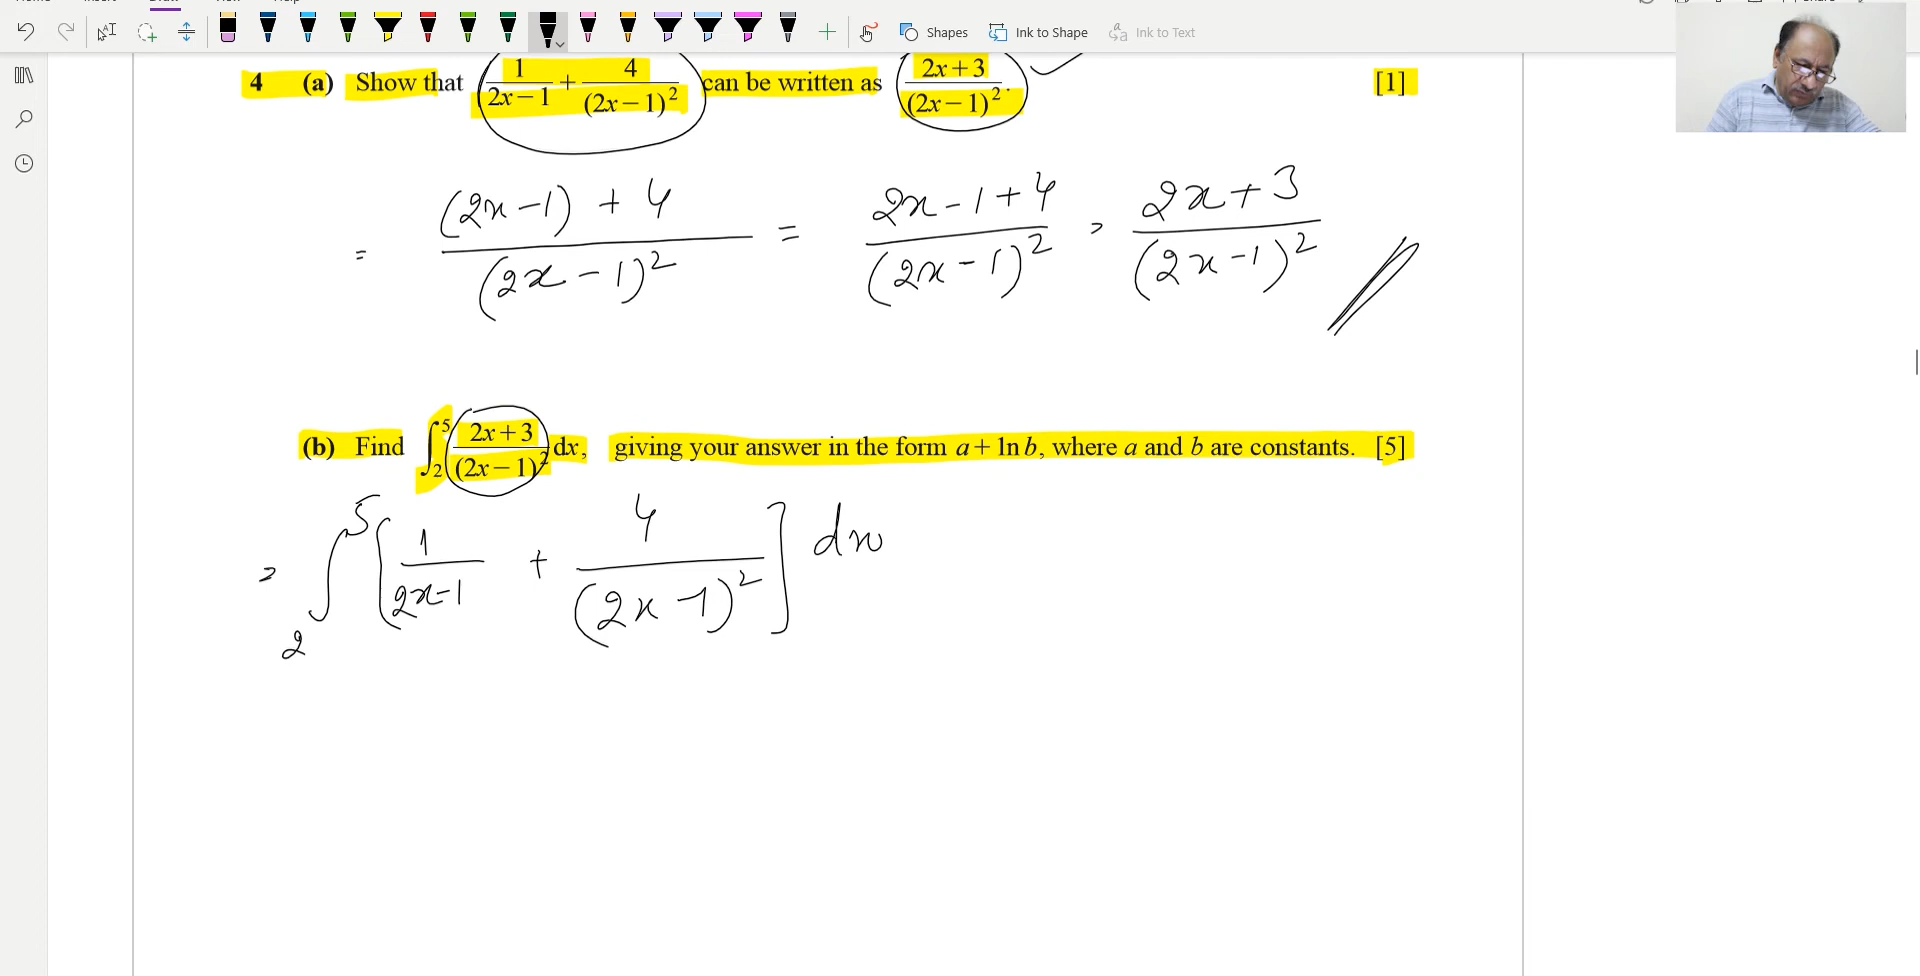 Shapes Ink to Shape Ink to Text
4 (a) Show that 1/(2x−1) + 4/(2x−1)² can be written as (2x+3)/(2x−1)². [1]
= ((2x−1) + 4)/(2x−1)² = (2x−1+4)/(2x−1)² = (2x+3)/(2x−1)²
(b) Find ∫₂⁵ (2x+3)/(2x−1)² dx, giving your answer in the form a + ln b, where a and b are constants. [5]
= ∫₂⁵ [1/(2x−1) + 4/(2x−1)²] dx